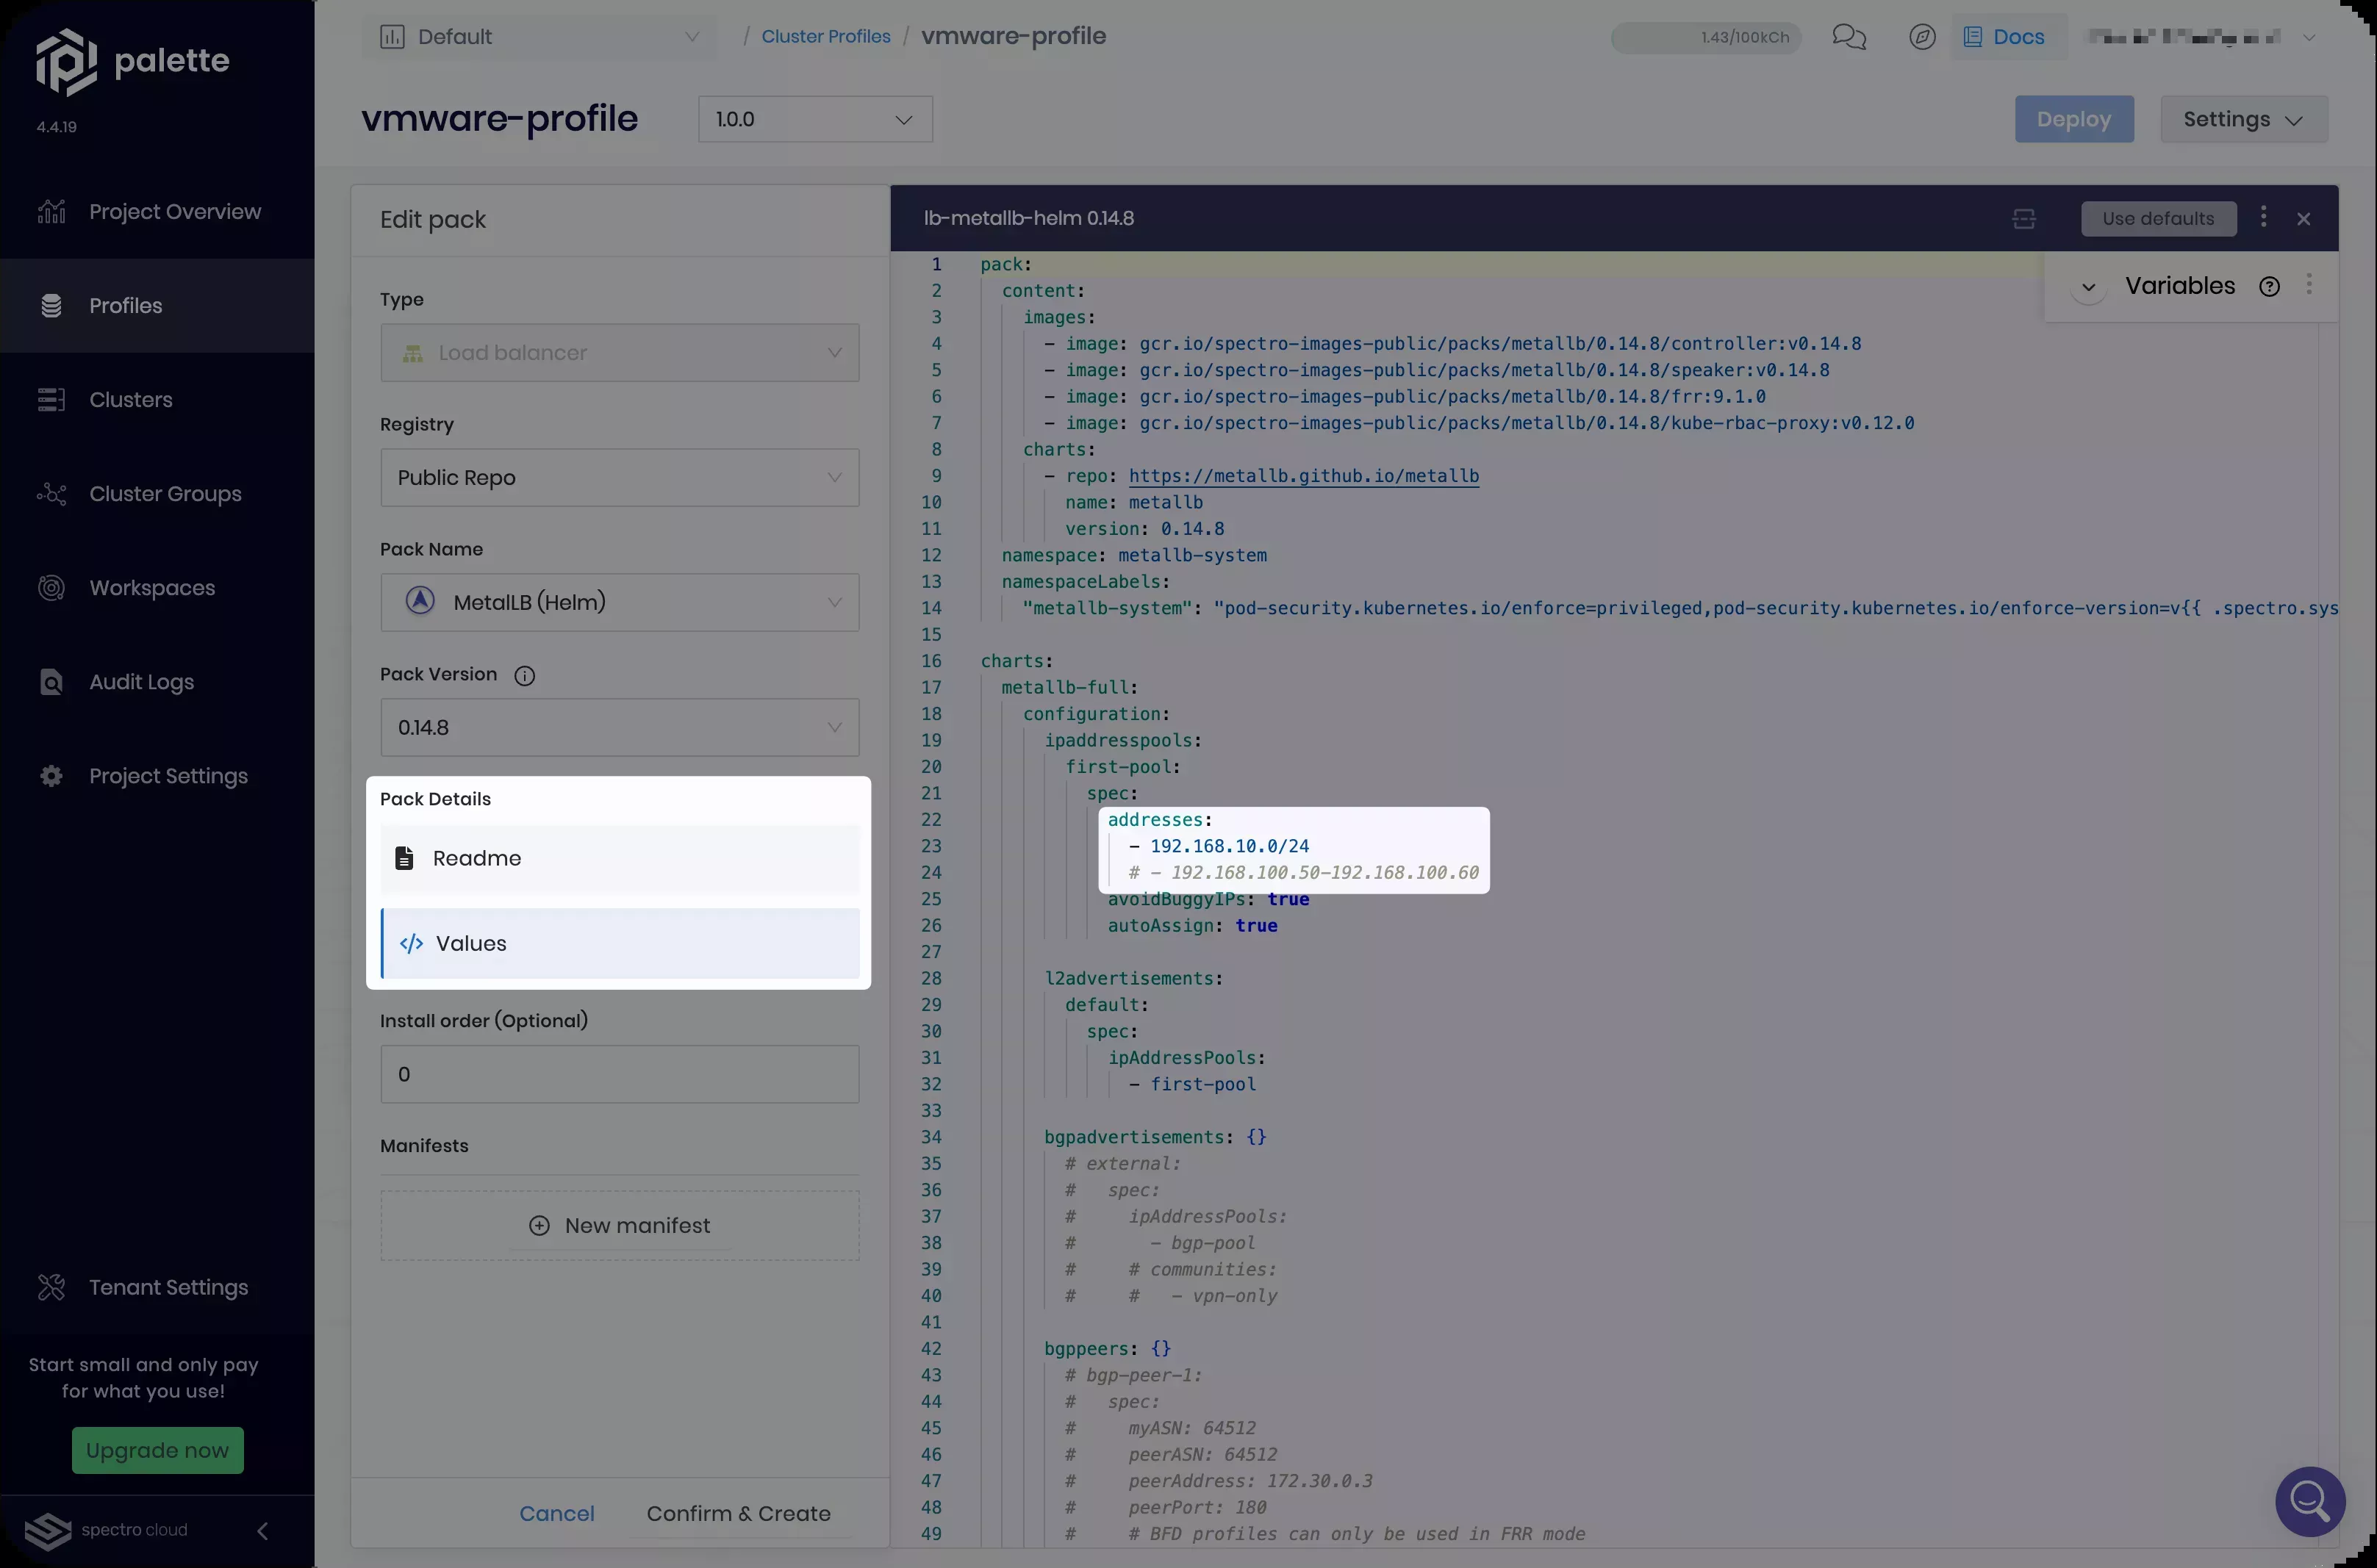 palette
4.4.19
Project Overview
Profiles
Clusters
Cluster Groups
Workspaces
Audit Logs
Project Settings
Tenant Settings
Start small and only pay
for what you use!
Upgrade now
spectro cloud
Default
/ Cluster Profiles / vmware-profile
1.43/100kCh
Docs
vmware-profile
1.0.0
Deploy
Settings
Edit pack
Type
Load balancer
Registry
Public Repo
Pack Name
MetalLB (Helm)
Pack Version
0.14.8
Pack Details
Readme
</> Values
Install order (Optional)
0
Manifests
New manifest
Cancel
Confirm & Create
lb-metallb-helm 0.14.8
Use defaults
Variables
1 pack:
2 content:
3 images:
4 - image: gcr.io/spectro-images-public/packs/metallb/0.14.8/controller:v0.14.8
5 - image: gcr.io/spectro-images-public/packs/metallb/0.14.8/speaker:v0.14.8
6 - image: gcr.io/spectro-images-public/packs/metallb/0.14.8/frr:9.1.0
7 - image: gcr.io/spectro-images-public/packs/metallb/0.14.8/kube-rbac-proxy:v0.12.0
8 charts:
9 - repo: https://metallb.github.io/metallb
10 name: metallb
11 version: 0.14.8
12 namespace: metallb-system
13 namespaceLabels:
14 "metallb-system": "pod-security.kubernetes.io/enforce=privileged,pod-security.kubernetes.io/enforce-version=v{{ .spectro.sys
15
16 charts:
17 metallb-full:
18 configuration:
19 ipaddresspools:
20 first-pool:
21 spec:
22 addresses:
23 - 192.168.10.0/24
24 # - 192.168.100.50-192.168.100.60
25 avoidBuggyIPs: true
26 autoAssign: true
27
28 l2advertisements:
29 default:
30 spec:
31 ipAddressPools:
32 - first-pool
33
34 bgpadvertisements: {}
35 # external:
36 # spec:
37 # ipAddressPools:
38 # - bgp-pool
39 # # communities:
40 # # - vpn-only
41
42 bgppeers: {}
43 # bgp-peer-1:
44 # spec:
45 # myASN: 64512
46 # peerASN: 64512
47 # peerAddress: 172.30.0.3
48 # peerPort: 180
49 # # BFD profiles can only be used in FRR mode